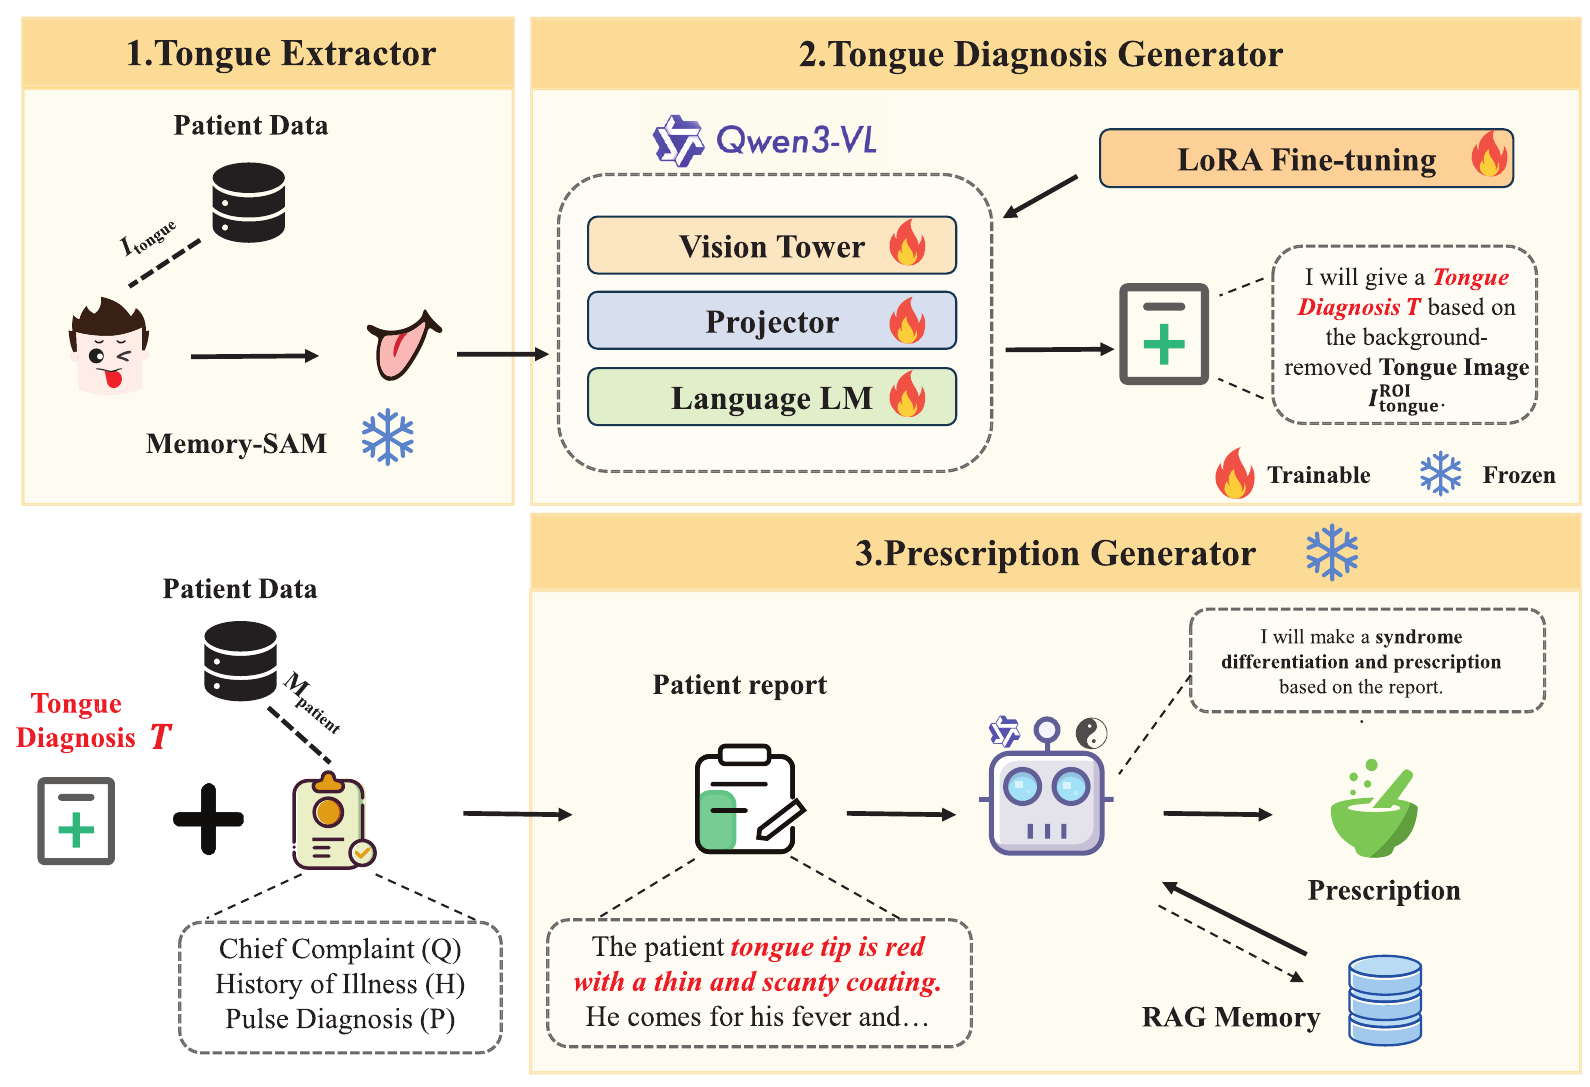 1.Tongue Extractor
Patient Data
I tongue
Memory-SAM
2.Tongue Diagnosis Generator
Qwen3-VL
LoRA Fine-tuning
Vision Tower
Projector
Language LM
I will give a Tongue
Diagnosis T based on
the background-
removed Tongue Image
I ROI tongue.
Trainable
Frozen
Patient Data
M patient
Tongue
Diagnosis T
Chief Complaint (Q)
History of Illness (H)
Pulse Diagnosis (P)
3.Prescription Generator
Patient report
The patient tongue tip is red
with a thin and scanty coating.
He comes for his fever and…
I will make a syndrome
differentiation and prescription
based on the report.
Prescription
RAG Memory